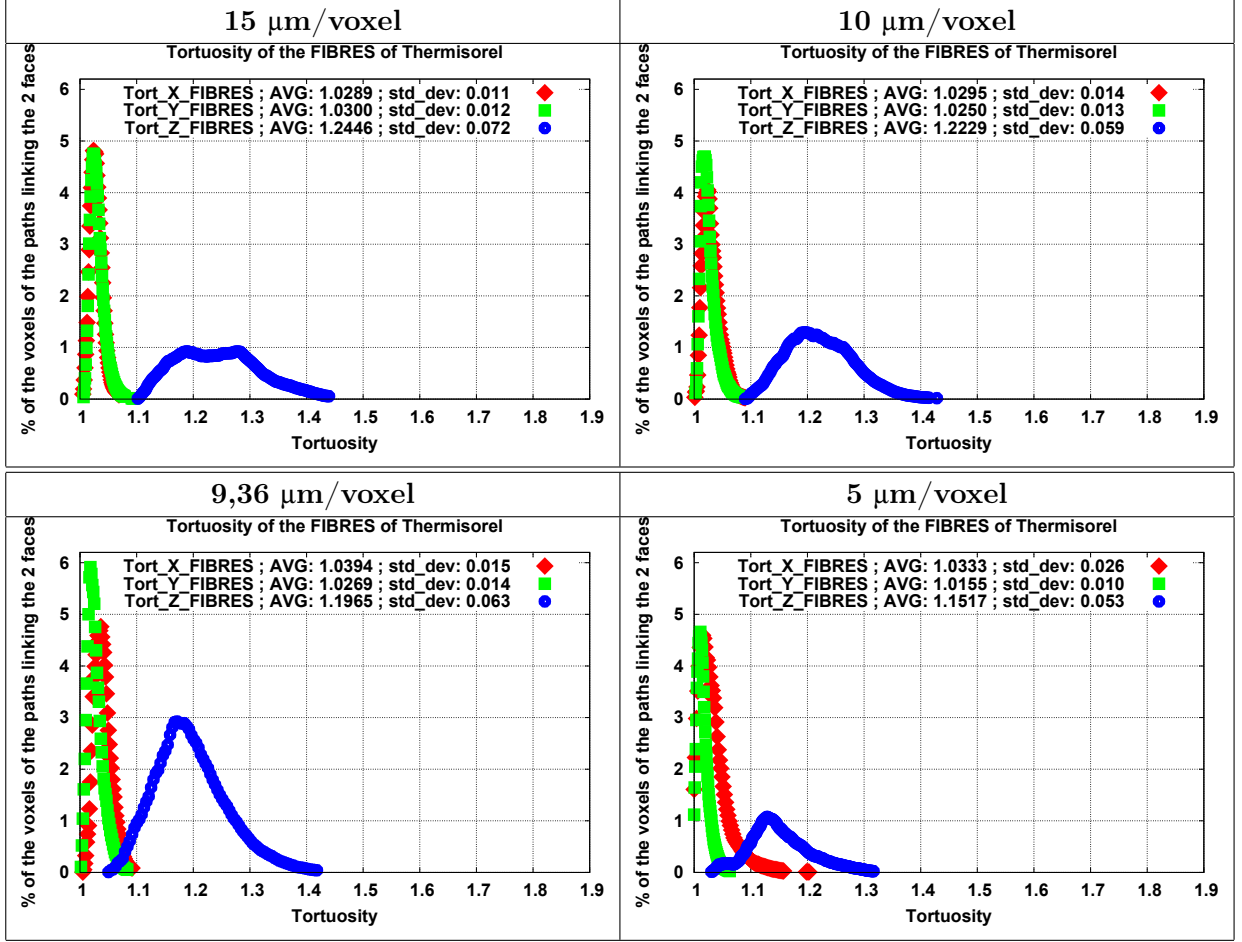 15 µm/voxel
Tortuosity of the FIBRES of Thermisorel
% of the voxels of the paths linking the 2 faces
Tort_X_FIBRES ; AVG: 1.0289 ; std_dev: 0.011
Tort_Y_FIBRES ; AVG: 1.0300 ; std_dev: 0.012
Tort_Z_FIBRES ; AVG: 1.2446 ; std_dev: 0.072
6
5
4
3
2
1
0
1 1.1 1.2 1.3 1.4 1.5 1.6 1.7 1.8 1.9
Tortuosity
10 µm/voxel
Tortuosity of the FIBRES of Thermisorel
% of the voxels of the paths linking the 2 faces
Tort_X_FIBRES ; AVG: 1.0295 ; std_dev: 0.014
Tort_Y_FIBRES ; AVG: 1.0250 ; std_dev: 0.013
Tort_Z_FIBRES ; AVG: 1.2229 ; std_dev: 0.059
6
5
4
3
2
1
0
1 1.1 1.2 1.3 1.4 1.5 1.6 1.7 1.8 1.9
Tortuosity
9,36 µm/voxel
Tortuosity of the FIBRES of Thermisorel
% of the voxels of the paths linking the 2 faces
Tort_X_FIBRES ; AVG: 1.0394 ; std_dev: 0.015
Tort_Y_FIBRES ; AVG: 1.0269 ; std_dev: 0.014
Tort_Z_FIBRES ; AVG: 1.1965 ; std_dev: 0.063
6
5
4
3
2
1
0
1 1.1 1.2 1.3 1.4 1.5 1.6 1.7 1.8 1.9
Tortuosity
5 µm/voxel
Tortuosity of the FIBRES of Thermisorel
% of the voxels of the paths linking the 2 faces
Tort_X_FIBRES ; AVG: 1.0333 ; std_dev: 0.026
Tort_Y_FIBRES ; AVG: 1.0155 ; std_dev: 0.010
Tort_Z_FIBRES ; AVG: 1.1517 ; std_dev: 0.053
6
5
4
3
2
1
0
1 1.1 1.2 1.3 1.4 1.5 1.6 1.7 1.8 1.9
Tortuosity